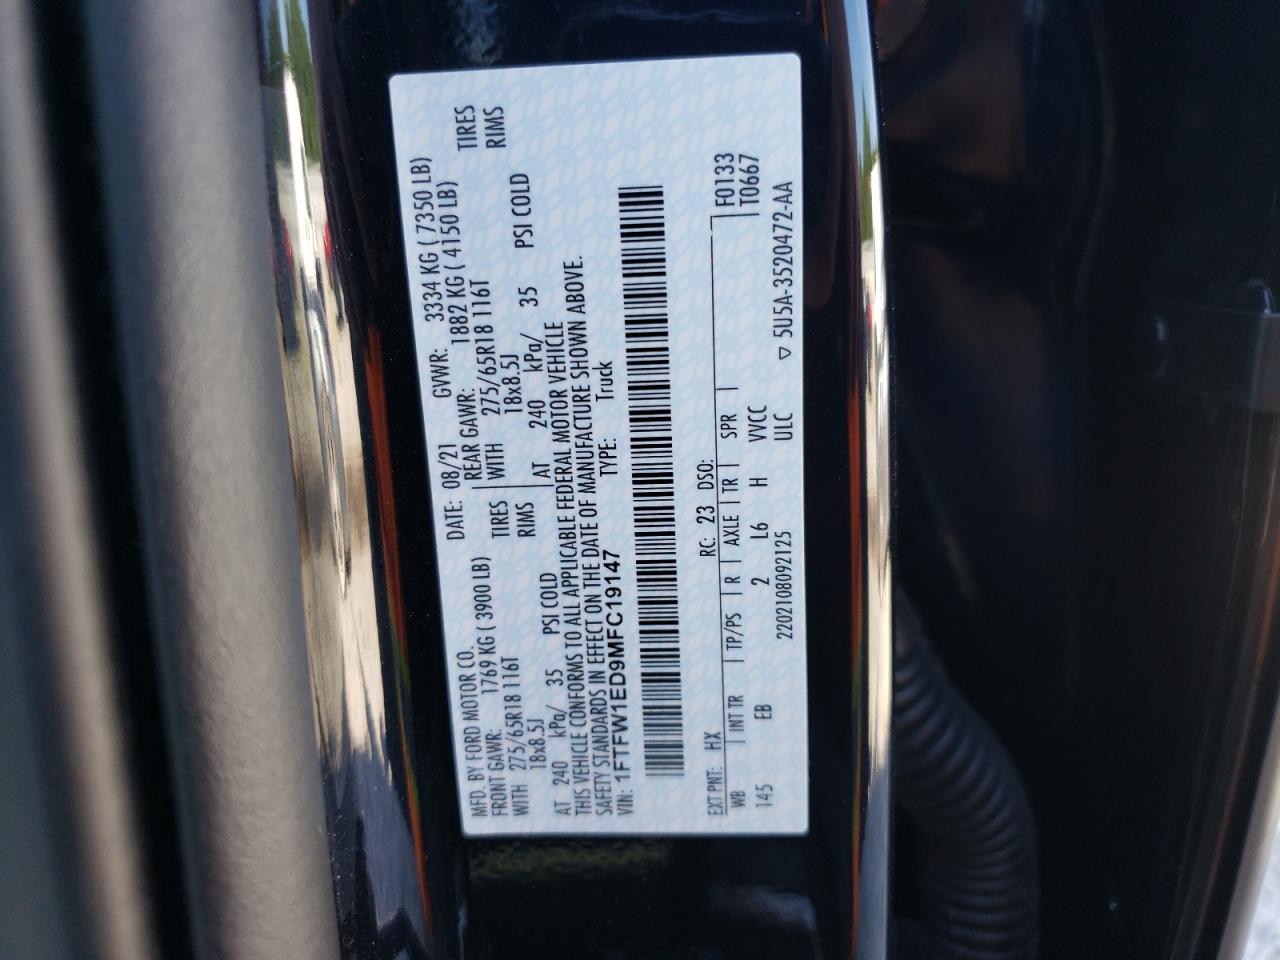 MFD. BY FORD MOTOR CO.
DATE: 08/21 GVWR: 3334 KG ( 7350 LB)
FRONT GAWR: 1769 KG ( 3900 LB)
REAR GAWR: 1882 KG ( 4150 LB)
WITH 275/65R18 116T TIRES
WITH 275/65R18 116T TIRES
18x8.5J RIMS
18x8.5J RIMS
AT 240 kPa/ 35 PSI COLD
AT 240 kPa/ 35 PSI COLD
THIS VEHICLE CONFORMS TO ALL APPLICABLE FEDERAL MOTOR VEHICLE
SAFETY STANDARDS IN EFFECT ON THE DATE OF MANUFACTURE SHOWN ABOVE.
VIN: 1FTFW1ED9MFC19147 TYPE: Truck
EXT PNT: HX RC: 23 DSO: F0133
WB INT TR TP/PS R AXLE TR SPR T0667
145 EB 2 L6 H VVCC
2202108092125 ULC ▽ 5U5A-3520472-AA